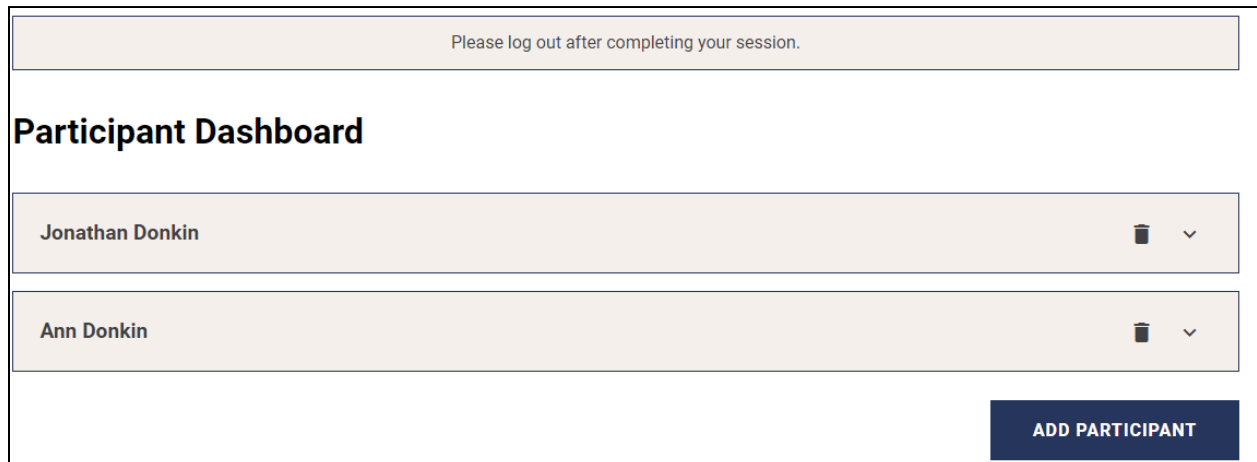 Please log out after completing your session.
Participant Dashboard
Jonathan Donkin
Ann Donkin
ADD PARTICIPANT